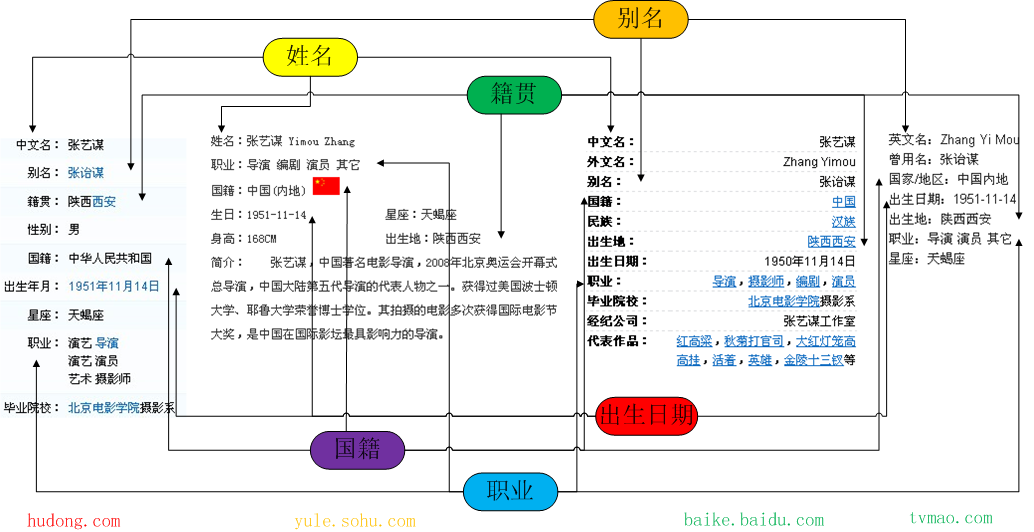 别名
姓名
籍贯
中文名： 张艺谋
别名： 张诒谋
籍贯： 陕西西安
性别： 男
国籍： 中华人民共和国
出生年月： 1951年11月14日
星座： 天蝎座
职业： 演艺 导演
演艺 演员
艺术 摄影师
毕业院校： 北京电影学院摄影系
姓名：张艺谋 Yimou Zhang
职业：导演 编剧 演员 其它
国籍：中国(内地)
生日：1951-11-14 星座：天蝎座
身高：168CM 出生地：陕西西安
简介： 张艺谋，中国著名电影导演，2008年北京奥运会开幕式
总导演，中国大陆第五代导演的代表人物之一。获得过美国波士顿
大学、耶鲁大学荣誉博士学位。其拍摄的电影多次获得国际电影节
大奖，是中国在国际影坛最具影响力的导演。
中文名： 张艺谋
外文名： Zhang Yimou
别名： 张诒谋
国籍： 中国
民族： 汉族
出生地： 陕西西安
出生日期： 1950年11月14日
职业： 导演，摄影师，编剧，演员
毕业院校： 北京电影学院摄影系
经纪公司： 张艺谋工作室
代表作品： 红高粱，秋菊打官司，大红灯笼高
高挂，活着，英雄，金陵十三钗等
英文名：Zhang Yi Mou
曾用名：张诒谋
国家/地区：中国内地
出生日期：1951-11-14
出生地：陕西西安
职业：导演 演员 其它
星座：天蝎座
出生日期
国籍
职业
hudong.com
yule.sohu.com
baike.baidu.com
tvmao.com